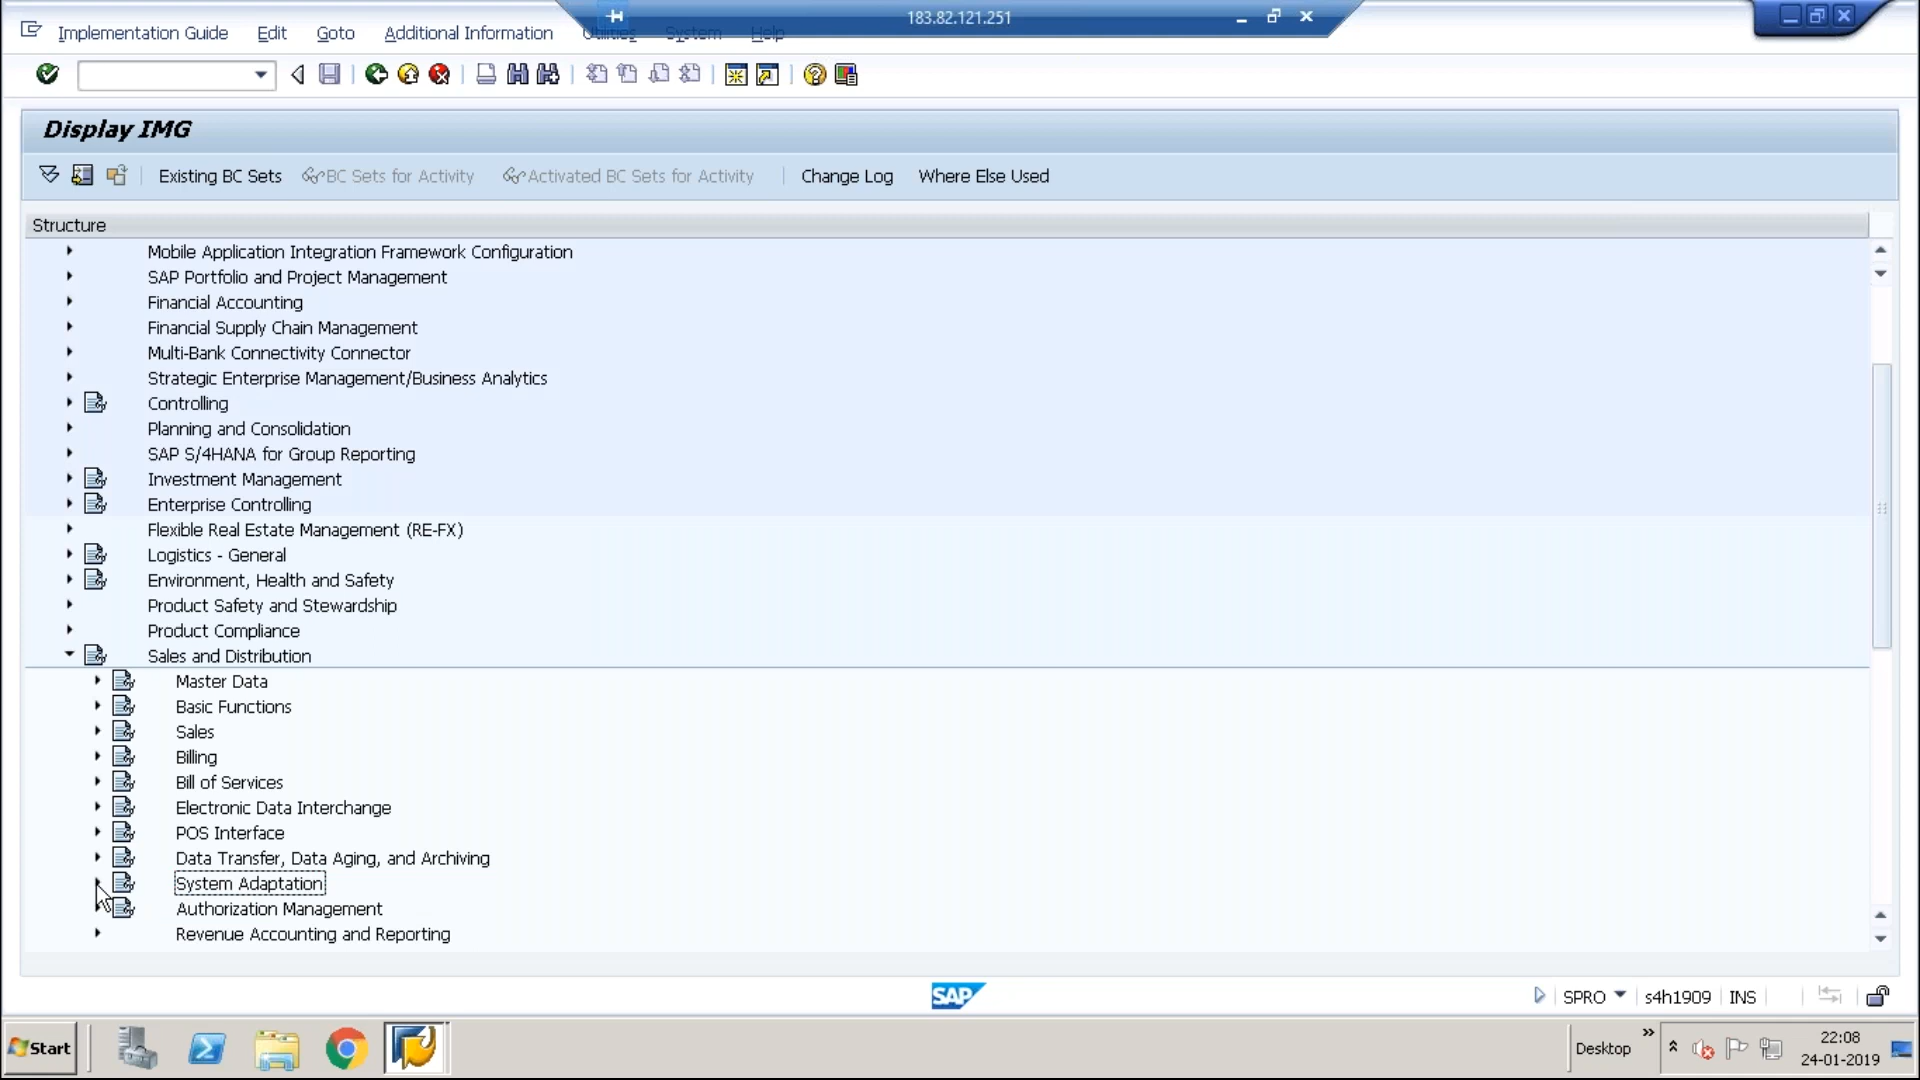 183.82.121.251
Implementation Guide Edit Goto Additional Information Utilities System Help
Display IMG
Existing BC Sets BC Sets for Activity Activated BC Sets for Activity Change Log Where Else Used
Structure
Mobile Application Integration Framework Configuration
SAP Portfolio and Project Management
Financial Accounting
Financial Supply Chain Management
Multi-Bank Connectivity Connector
Strategic Enterprise Management/Business Analytics
Controlling
Planning and Consolidation
SAP S/4HANA for Group Reporting
Investment Management
Enterprise Controlling
Flexible Real Estate Management (RE-FX)
Logistics - General
Environment, Health and Safety
Product Safety and Stewardship
Product Compliance
Sales and Distribution
Master Data
Basic Functions
Sales
Billing
Bill of Services
Electronic Data Interchange
POS Interface
Data Transfer, Data Aging, and Archiving
System Adaptation
Authorization Management
Revenue Accounting and Reporting
SAP SPRO s4h1909 INS
Start Desktop 22:08
24-01-2019